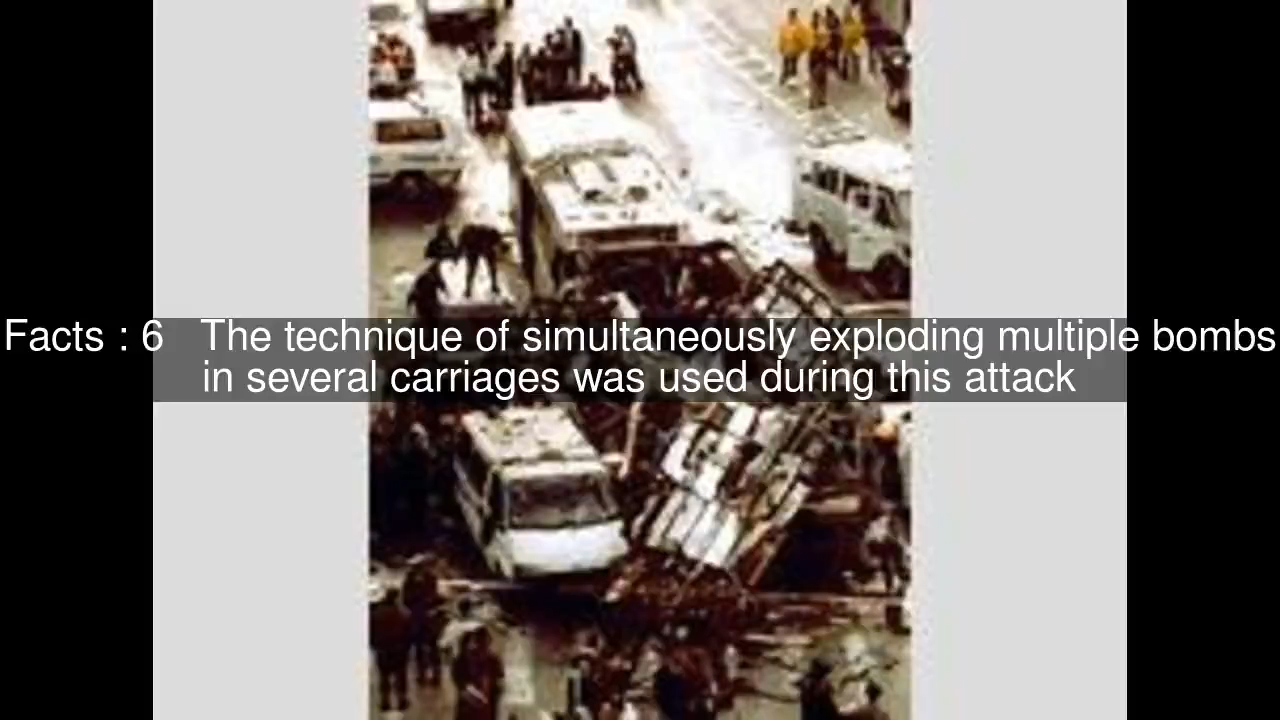 Facts : 6   The technique of simultaneously exploding multiple bombs
in several carriages was used during this attack